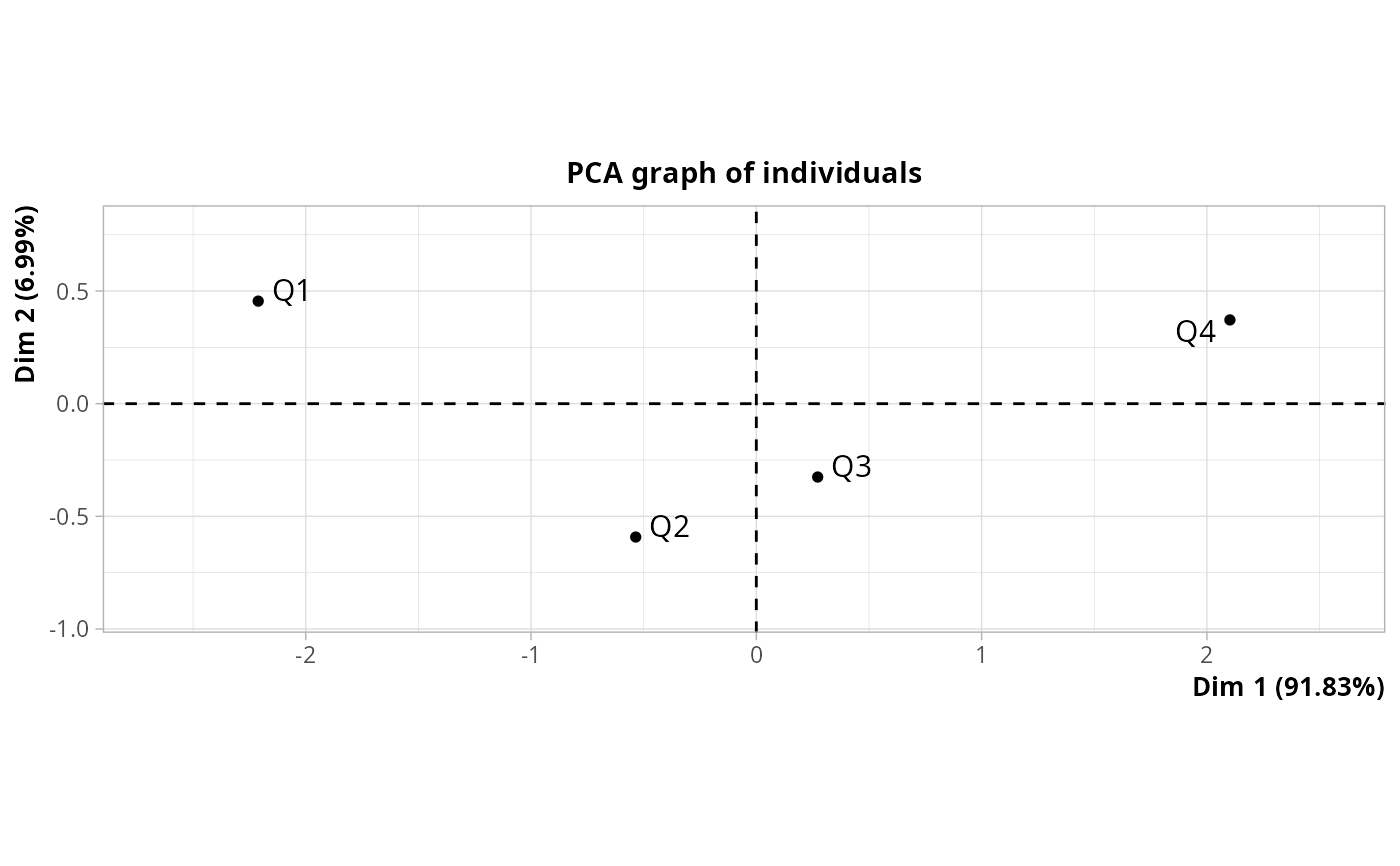 PCA graph of individuals
Dim 2 (6.99%)
0.5
0.0
-0.5
-1.0
Q1
Q4
Q3
Q2
-2
-1
0
1
2
Dim 1 (91.83%)